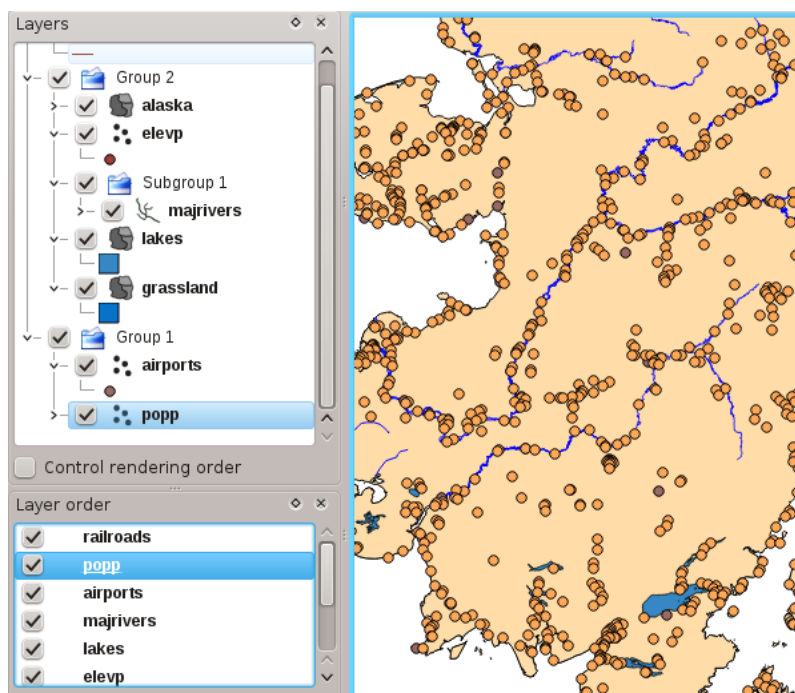 Layers
Group 2
alaska
elevp
Subgroup 1
majrivers
lakes
grassland
Group 1
airports
popp
Control rendering order
Layer order
railroads
popp
airports
majrivers
lakes
elevp